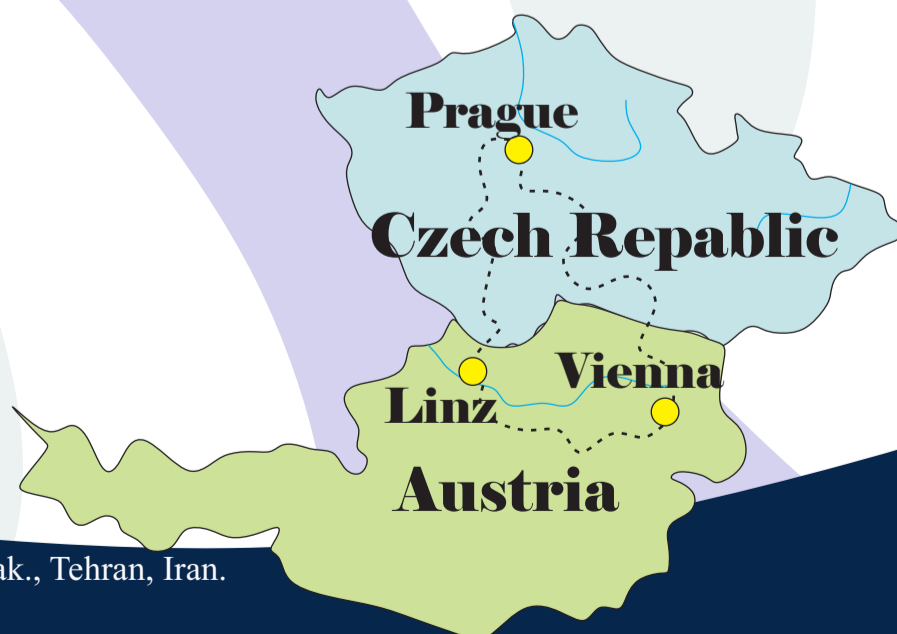 Prague
Czech Repablic
Vienna
Linz
Austria
ak., Tehran, Iran.